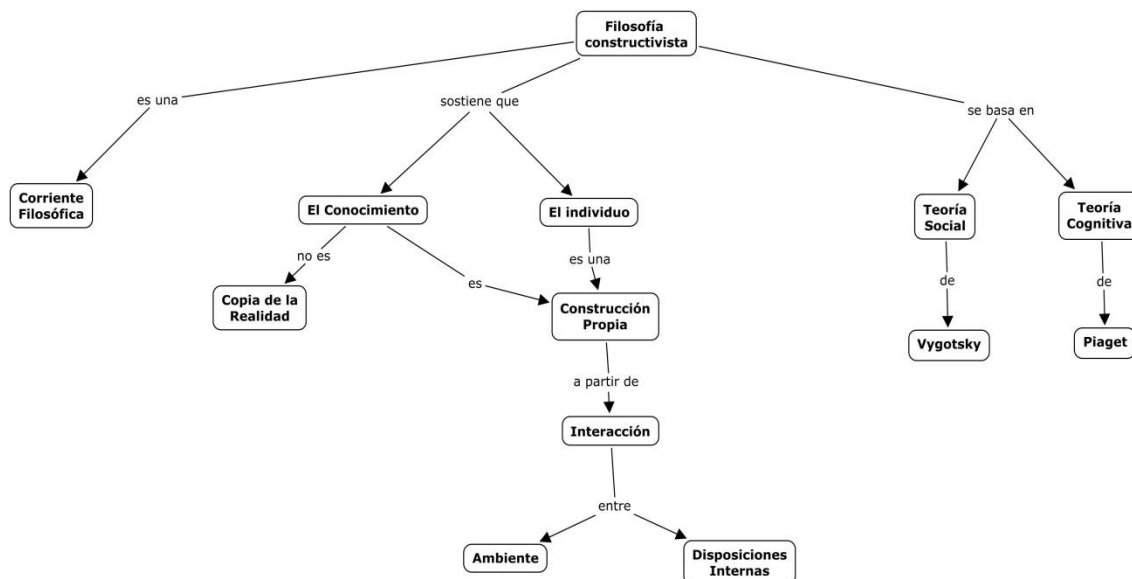 Filosofía
constructivista
es una
sostiene que
se basa en
Corriente
Filosófica
El Conocimiento
El individuo
Teoría
Social
Teoría
Cognitiva
no es
es
es una
de
de
Copia de la
Realidad
Construcción
Propia
Vygotsky
Piaget
a partir de
Interacción
entre
Ambiente
Disposiciones
Internas